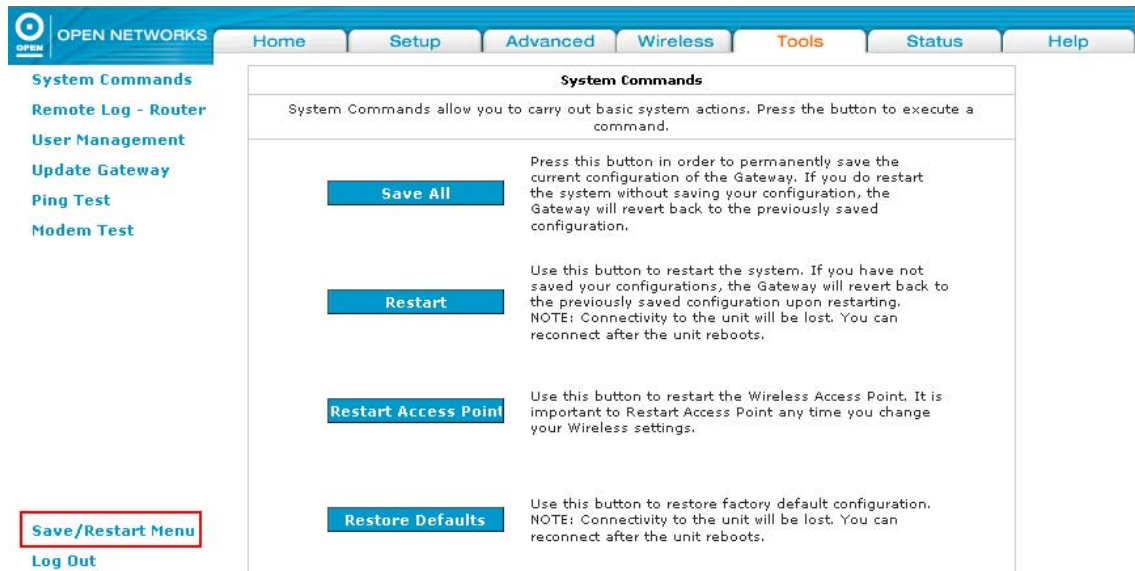 OPEN
OPEN NETWORKS
Home
Setup
Advanced
Wireless
Tools
Status
Help
System Commands
Remote Log - Router
User Management
Update Gateway
Ping Test
Modem Test
Save/Restart Menu
Log Out
System Commands
System Commands allow you to carry out basic system actions. Press the button to execute a
command.
Save All
Press this button in order to permanently save the
current configuration of the Gateway. If you do restart
the system without saving your configuration, the
Gateway will revert back to the previously saved
configuration.
Restart
Use this button to restart the system. If you have not
saved your configurations, the Gateway will revert back to
the previously saved configuration upon restarting.
NOTE: Connectivity to the unit will be lost. You can
reconnect after the unit reboots.
Restart Access Point
Use this button to restart the Wireless Access Point. It is
important to Restart Access Point any time you change
your Wireless settings.
Restore Defaults
Use this button to restore factory default configuration.
NOTE: Connectivity to the unit will be lost. You can
reconnect after the unit reboots.